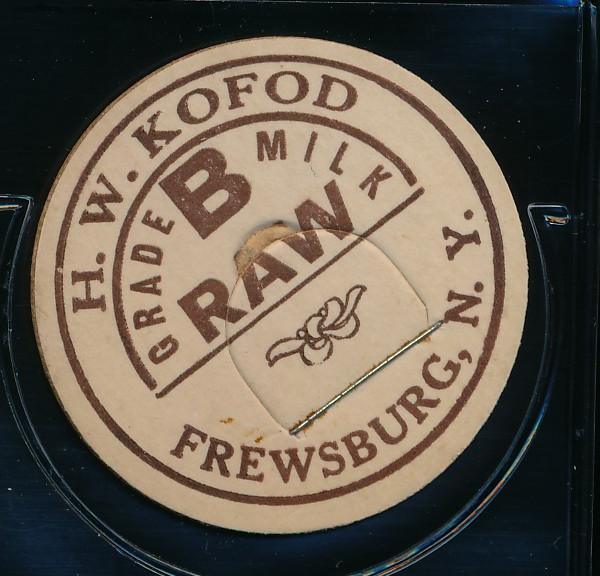 H. W. KOFOD
GRADE B MILK
RAW
FREWSBURG, N. Y.